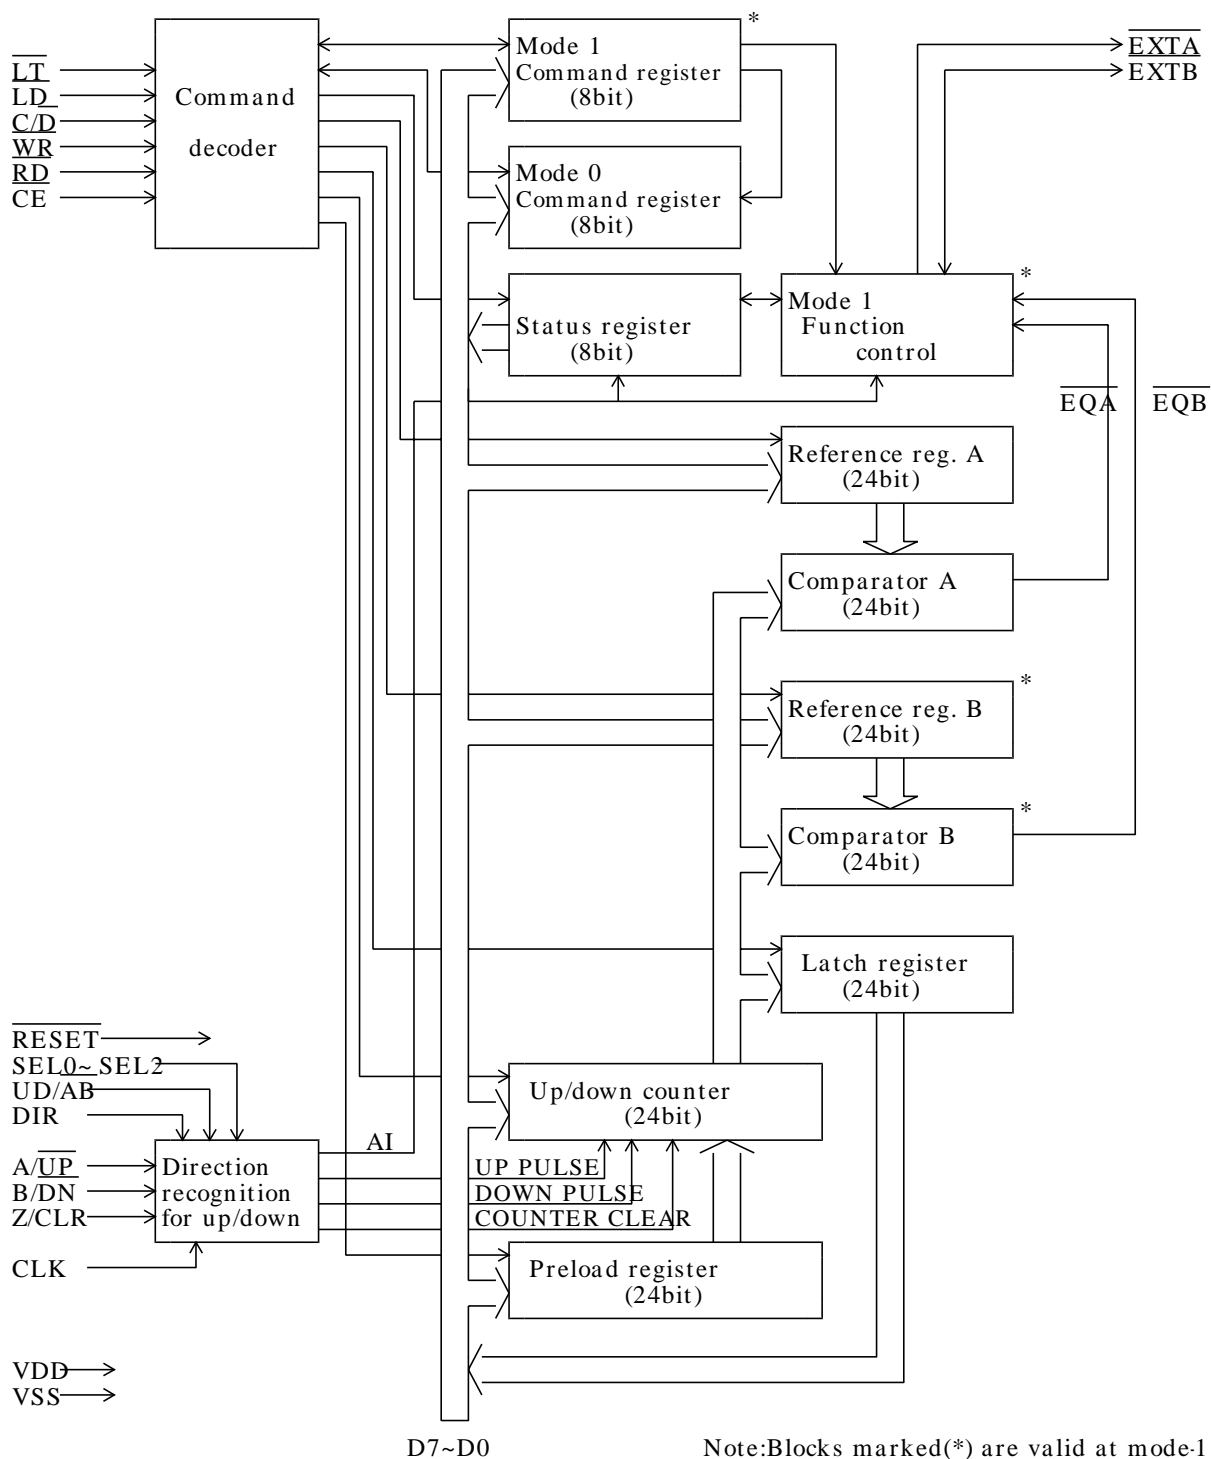 *
Mode 1
Command register
(8bit)
EXTA
EXTB
LT
LD
C/D
WR
RD
CE
Command
decoder
Mode 0
Command register
(8bit)
*
Status register
(8bit)
Mode 1
Function
control
EQA
EQB
Reference reg. A
(24bit)
Comparator A
(24bit)
*
Reference reg. B
(24bit)
*
Comparator B
(24bit)
Latch register
(24bit)
RESET
SEL0~SEL2
UD/AB
DIR
Up/down counter
(24bit)
AI
A/UP
B/DN
Z/CLR
CLK
Direction
recognition
for up/down
UP PULSE
DOWN PULSE
COUNTER CLEAR
Preload register
(24bit)
VDD
VSS
D7~D0
Note:Blocks marked(*) are valid at mode-1